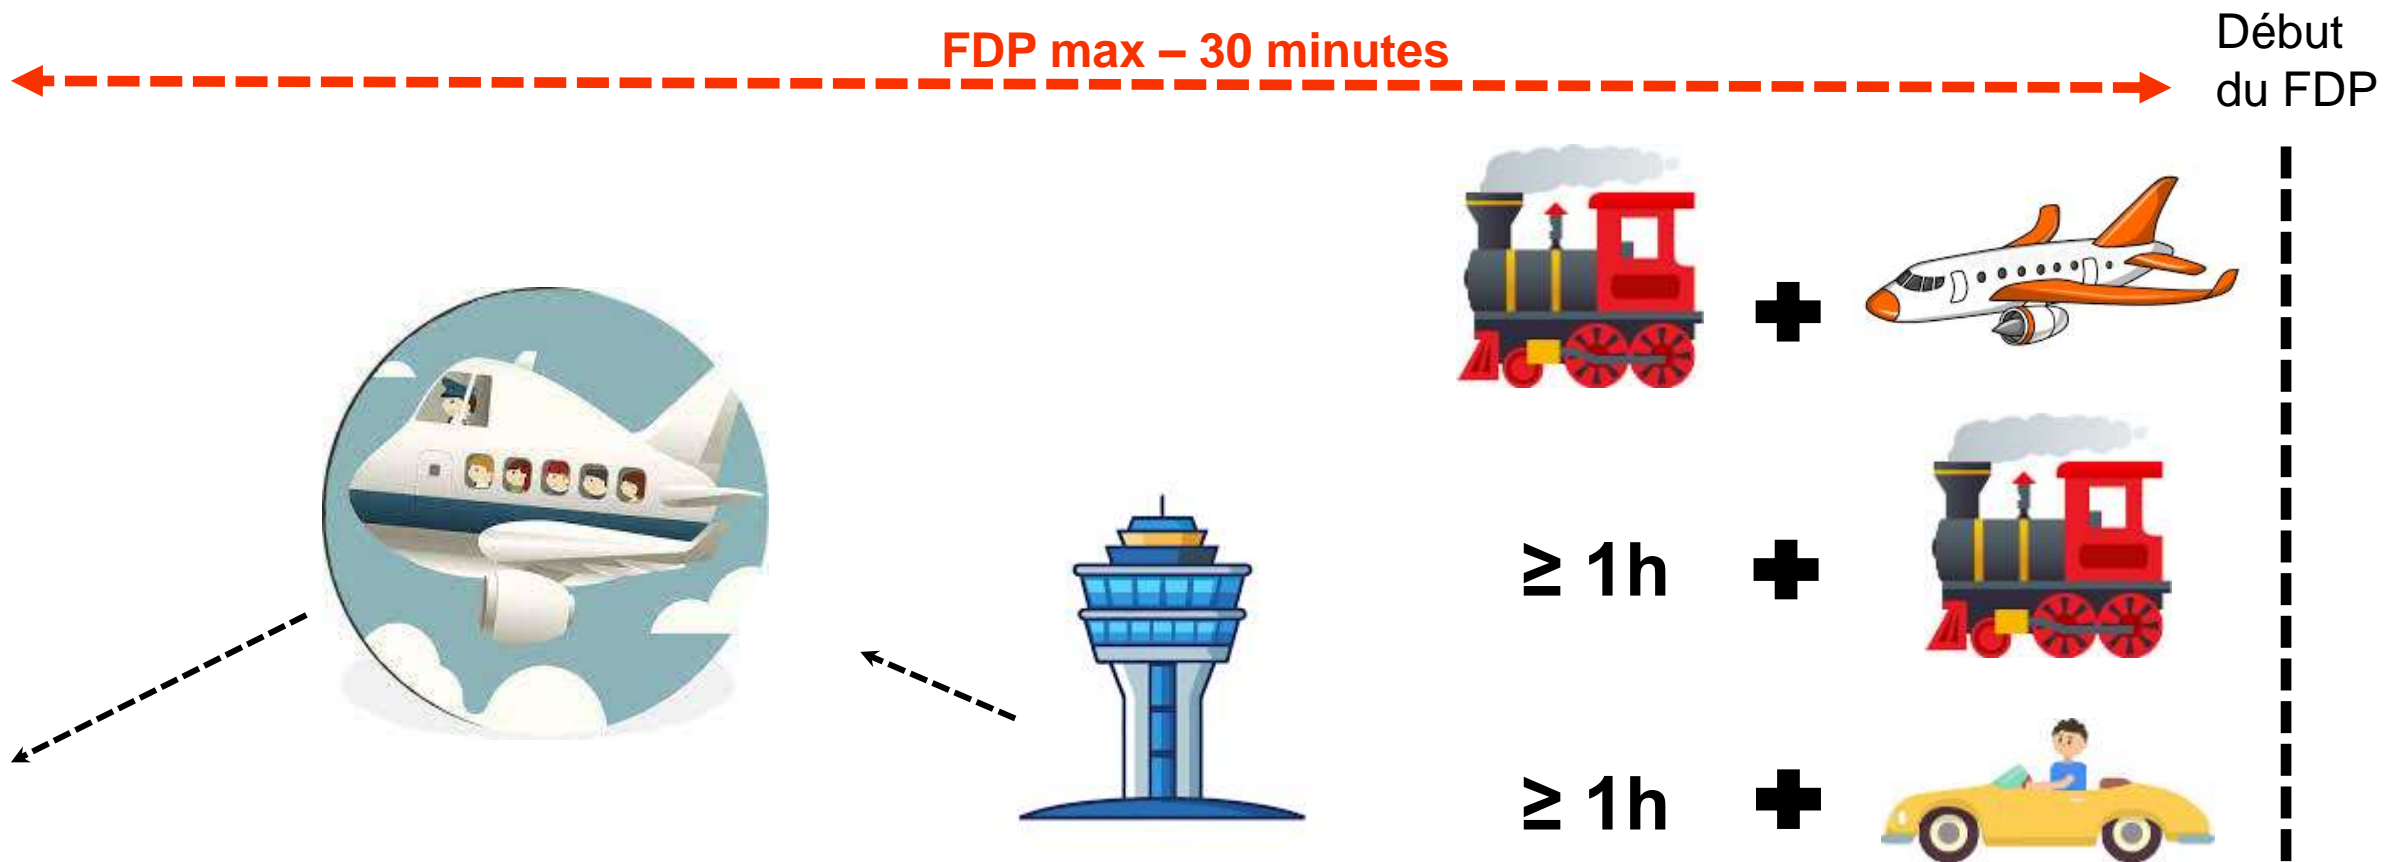 FDP max – 30 minutes
Début
du FDP
≥ 1h
≥ 1h